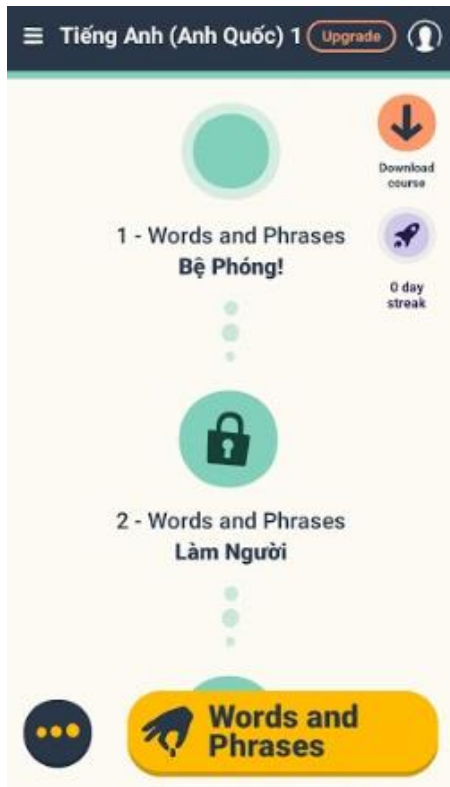 Tiếng Anh (Anh Quốc) 1 Upgrade
Download
course
1 - Words and Phrases
Bệ Phóng!
0 day
streak
2 - Words and Phrases
Làm Người
Words and
Phrases